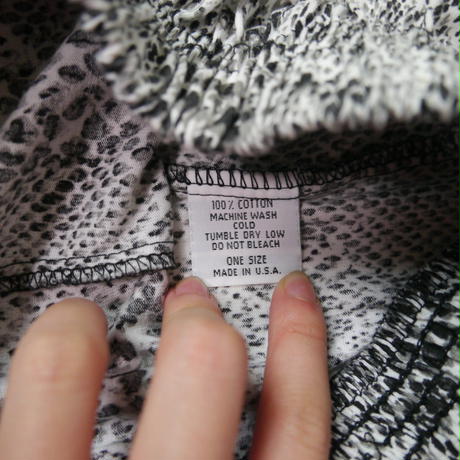 100% COTTON
MACHINE WASH
COLD
TUMBLE DRY LOW
DO NOT BLEACH
ONE SIZE
MADE IN U.S.A.